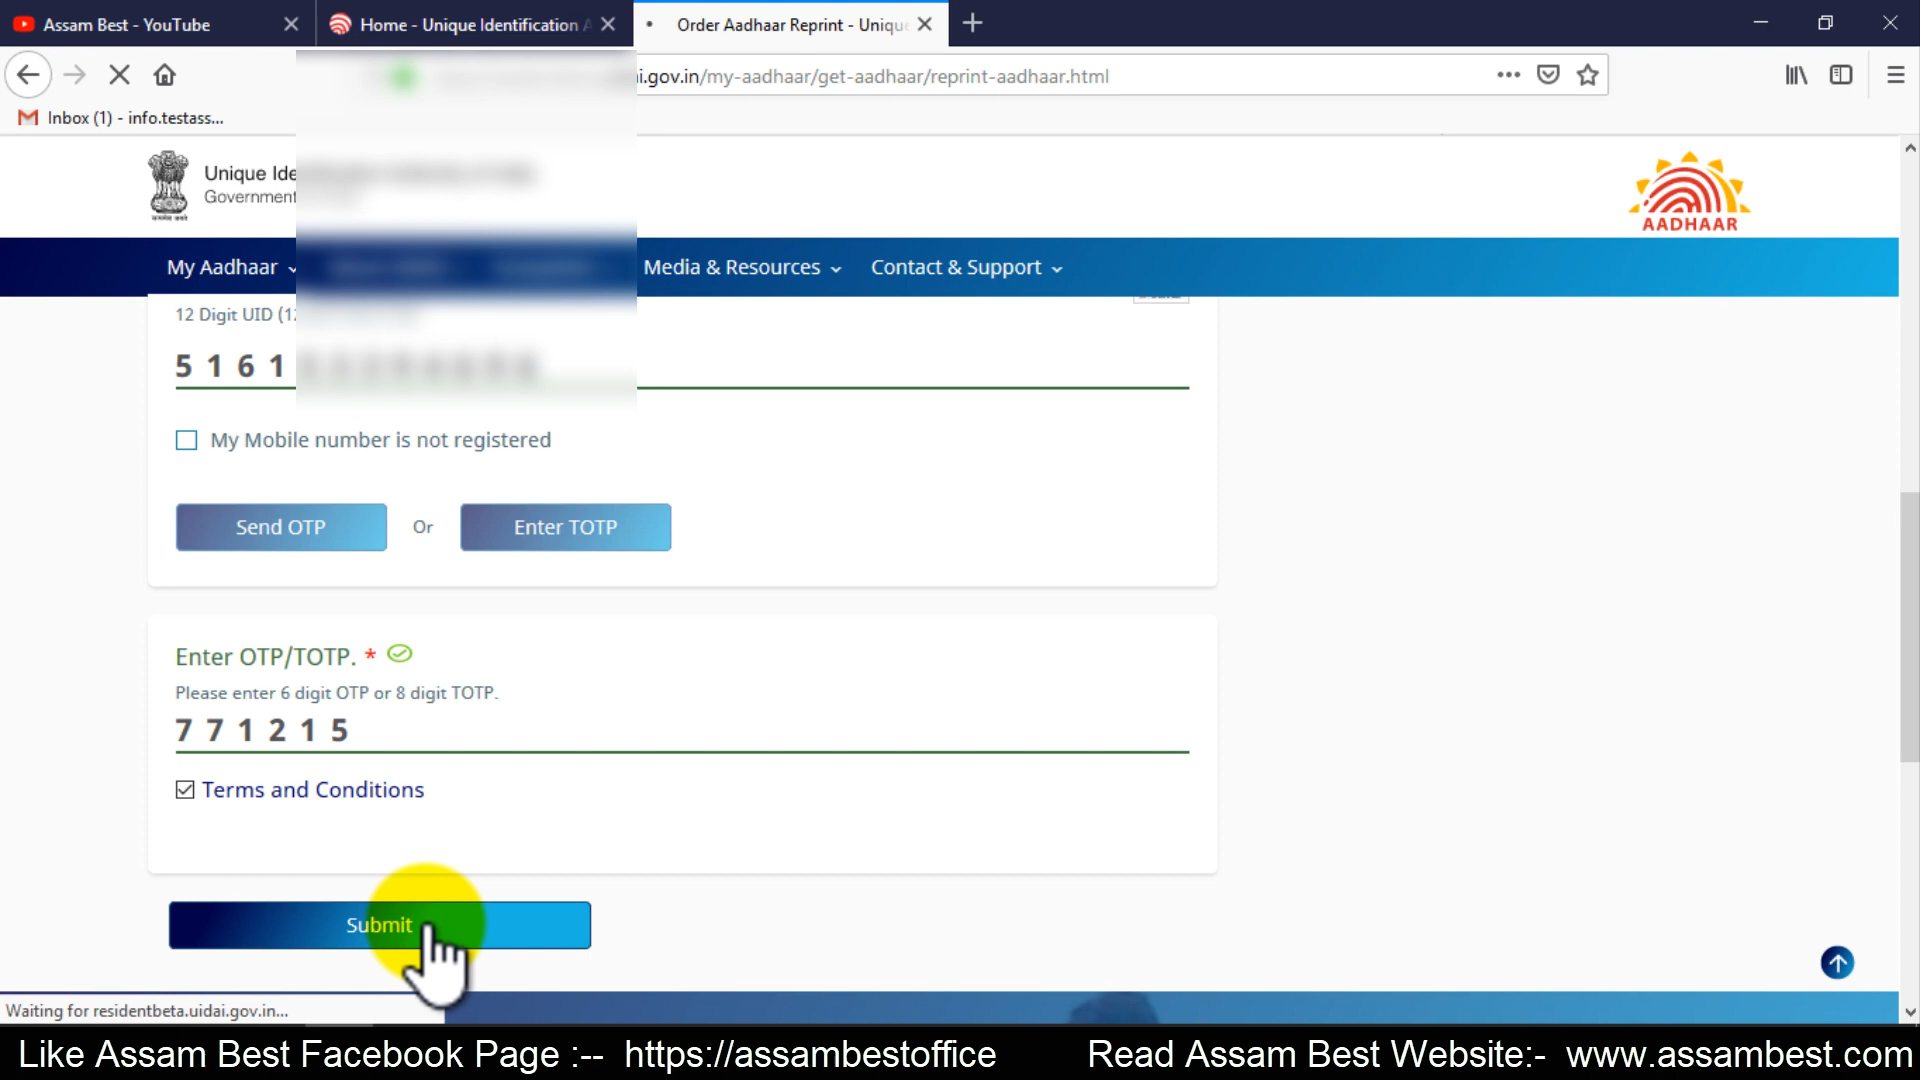 Assam Best - YouTube
Home - Unique Identification A
Order Aadhaar Reprint - Unique
i.gov.in/my-aadhaar/get-aadhaar/reprint-aadhaar.html
Inbox (1) - info.testass...
Unique Ide
Government
AADHAAR
My Aadhaar
Media & Resources
Contact & Support
12 Digit UID (12
5 1 6 1
My Mobile number is not registered
Send OTP
Or
Enter TOTP
Enter OTP/TOTP. *
Please enter 6 digit OTP or 8 digit TOTP.
7 7 1 2 1 5
Terms and Conditions
Submit
Waiting for residentbeta.uidai.gov.in...
Like Assam Best Facebook Page :-- https://assambestoffice
Read Assam Best Website:- www.assambest.com